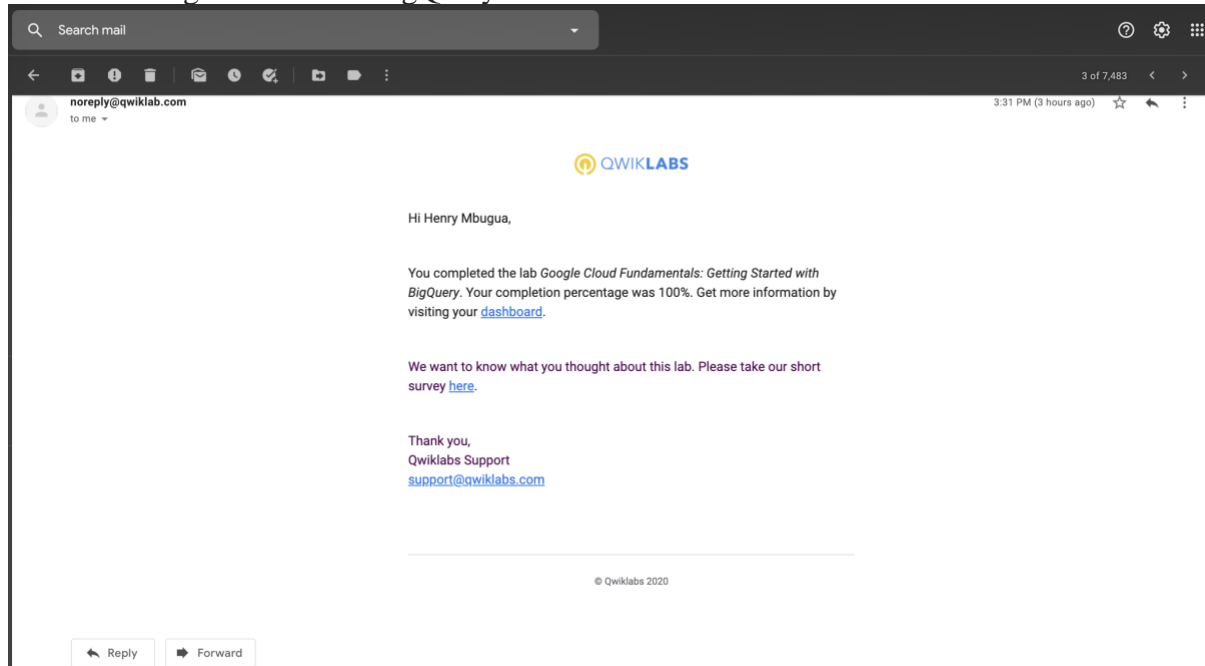 Search mail
3 of 7,483
noreply@qwiklab.com
3:31 PM (3 hours ago)
to me
QWIKLABS
Hi Henry Mbugua,
You completed the lab Google Cloud Fundamentals: Getting Started with
BigQuery. Your completion percentage was 100%. Get more information by
visiting your dashboard.
We want to know what you thought about this lab. Please take our short
survey here.
Thank you,
Qwiklabs Support
support@qwiklabs.com
© Qwiklabs 2020
Reply
Forward